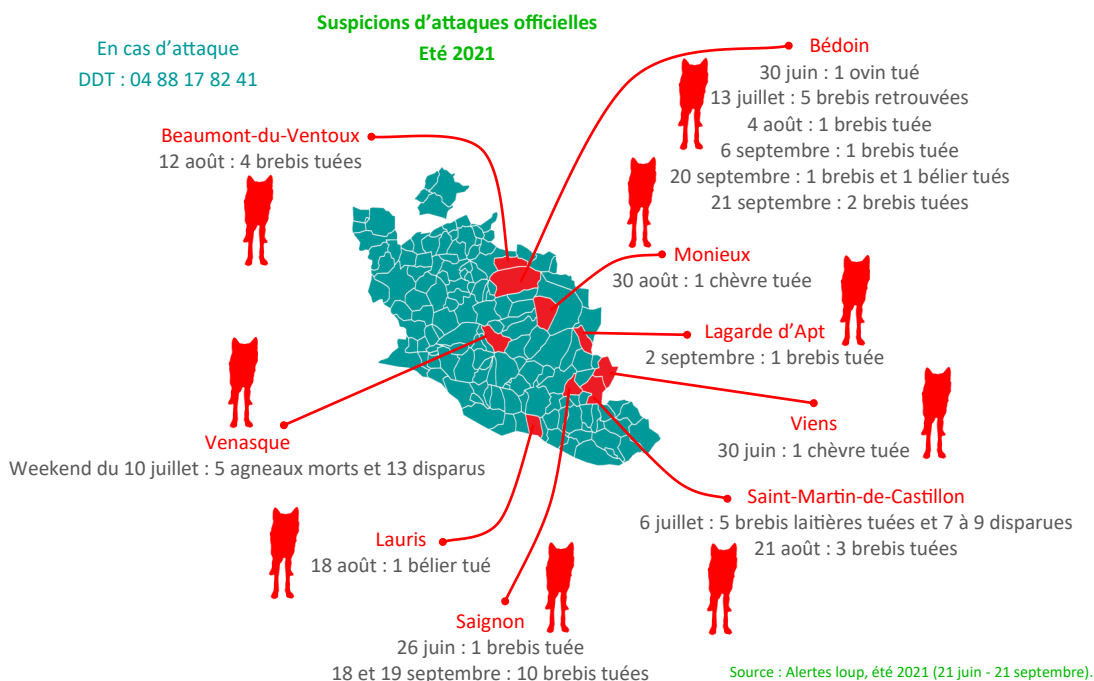 Suspicions d'attaques officielles
Eté 2021
En cas d'attaque
DDT : 04 88 17 82 41
Bédoin
30 juin : 1 ovin tué
13 juillet : 5 brebis retrouvées
4 août : 1 brebis tuée
6 septembre : 1 brebis tuée
20 septembre : 1 brebis et 1 bélier tués
21 septembre : 2 brebis tuées
Beaumont-du-Ventoux
12 août : 4 brebis tuées
Monieux
30 août : 1 chèvre tuée
Lagarde d'Apt
2 septembre : 1 brebis tuée
Viens
30 juin : 1 chèvre tuée
Venasque
Weekend du 10 juillet : 5 agneaux morts et 13 disparus
Saint-Martin-de-Castillon
6 juillet : 5 brebis laitières tuées et 7 à 9 disparues
21 août : 3 brebis tuées
Lauris
18 août : 1 bélier tué
Saignon
26 juin : 1 brebis tuée
18 et 19 septembre : 10 brebis tuées
Source : Alertes loup, été 2021 (21 juin - 21 septembre).